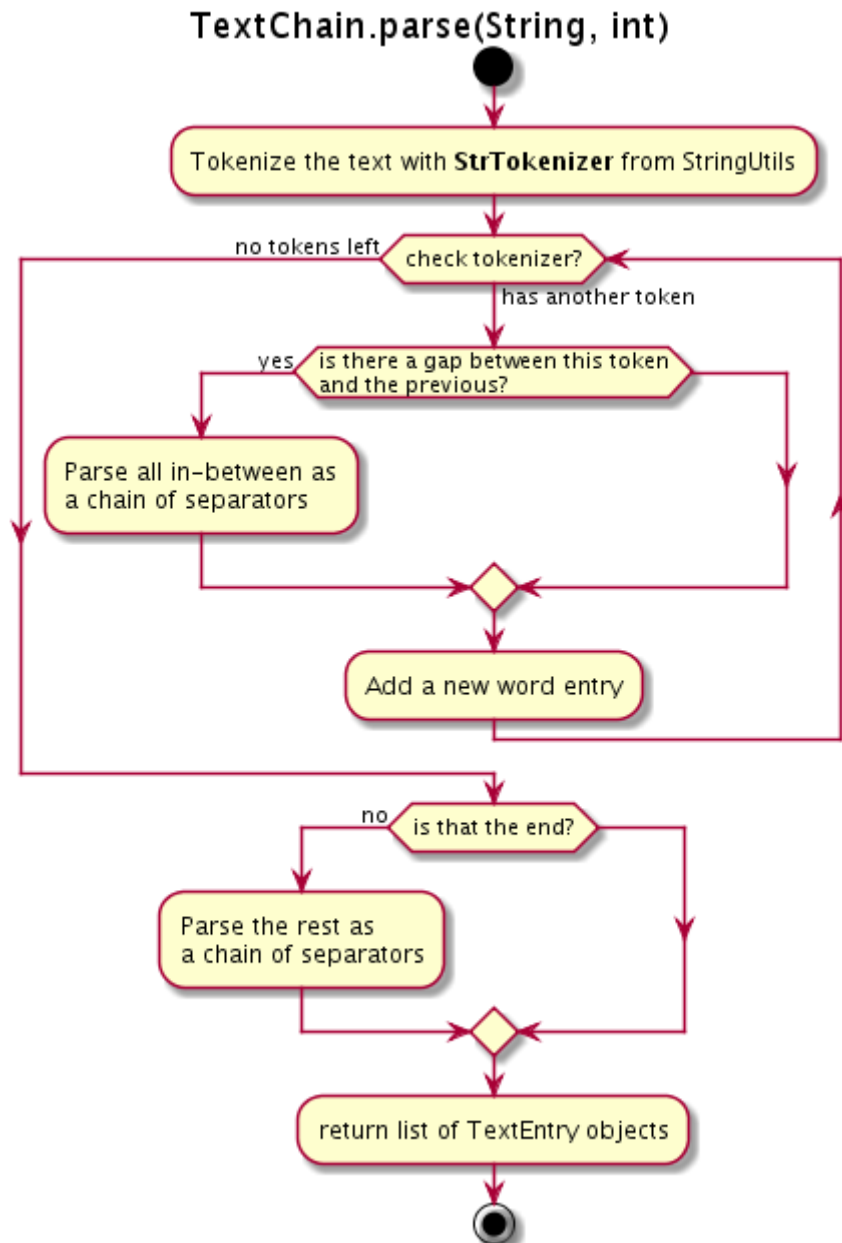 TextChain.parse(String, int)
Tokenize the text with StrTokenizer from StringUtils
no tokens left
check tokenizer?
has another token
yes
is there a gap between this token
and the previous?
Parse all in-between as
a chain of separators
Add a new word entry
no
is that the end?
Parse the rest as
a chain of separators
return list of TextEntry objects